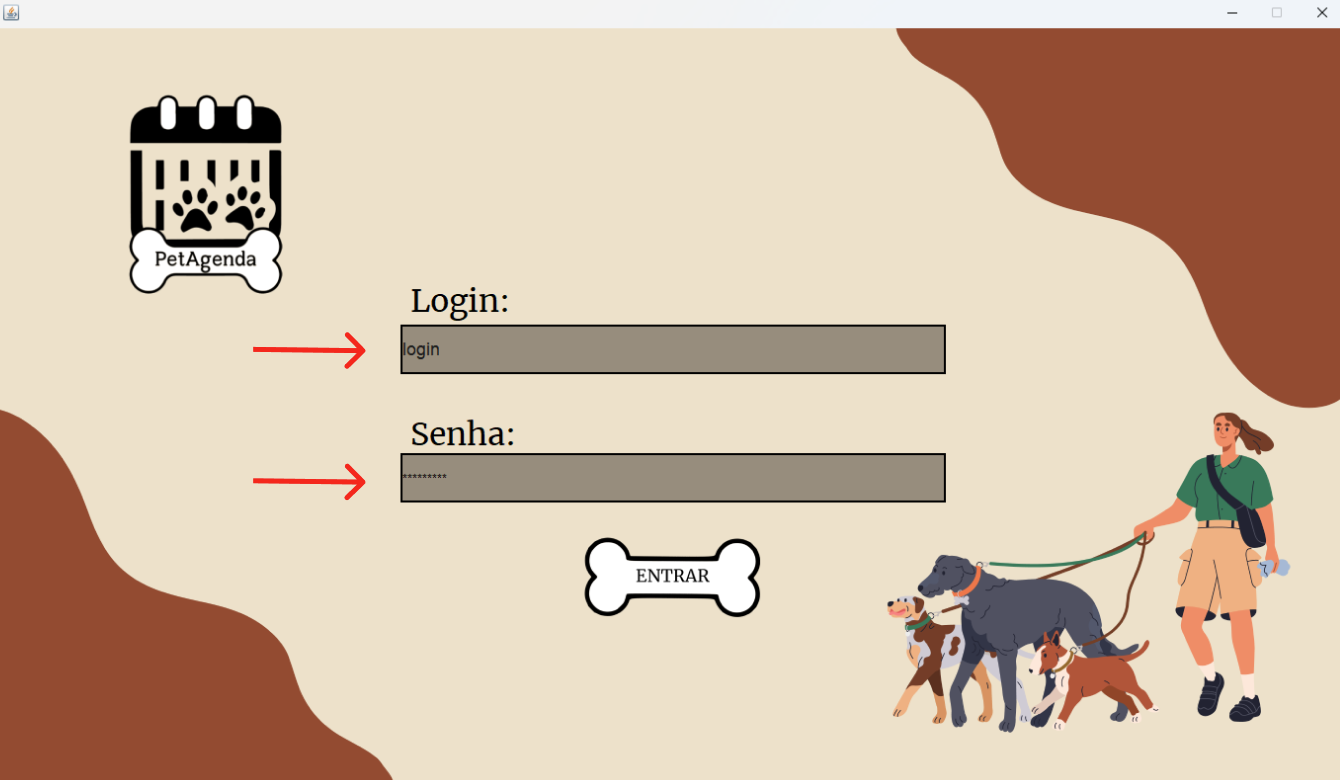 PetAgenda
Login:
login
Senha:
*********
ENTRAR